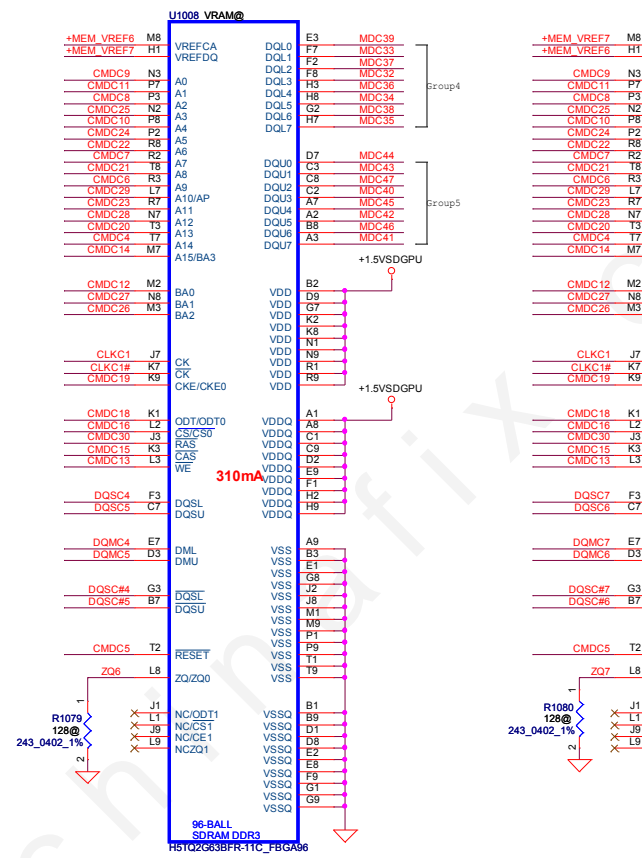 U1008 VRAM@
+MEM_VREF6 M8 VREFCA DQL0 E3 MDC39
+MEM_VREF7 H1 VREFDQ DQL1 F7 MDC33
DQL2 F2 MDC37
CMDC9 N3 A0 DQL3 F8 MDC32
CMDC11 P7 A1 DQL4 H3 MDC36
CMDC8 P3 A2 DQL5 H8 MDC34
CMDC25 N2 A3 DQL6 G2 MDC38
CMDC10 P8 A4 DQL7 H7 MDC35
Group4
CMDC24 P2 A5
CMDC22 R8 A6
CMDC7 R2 A7 DQU0 D7 MDC44
CMDC21 T8 A8 DQU1 C3 MDC43
CMDC6 R3 A9 DQU2 C8 MDC47
CMDC29 L7 A10/AP DQU3 C2 MDC40
CMDC23 R7 A11 DQU4 A7 MDC45
CMDC28 N7 A12 DQU5 A2 MDC42
CMDC20 T3 A13 DQU6 B8 MDC46
CMDC4 T7 A14 DQU7 A3 MDC41
CMDC14 M7 A15/BA3
Group5
+1.5VSDGPU
CMDC12 M2 BA0 VDD B2
CMDC27 N8 BA1 VDD D9
CMDC26 M3 BA2 VDD G7
VDD K2
VDD K8
VDD N1
CLKC1 J7 CK VDD N9
CLKC1# K7 CK VDD R1
CMDC19 K9 CKE/CKE0 VDD R9
+1.5VSDGPU
CMDC18 K1 ODT/ODT0 VDDQ A1
CMDC16 L2 CS/CS0 VDDQ A8
CMDC30 J3 RAS VDDQ C1
CMDC15 K3 CAS VDDQ C9
CMDC13 L3 WE VDDQ D2
310mA VDDQ E9
VDDQ F1
DQSC4 F3 DQSL VDDQ H2
DQSC5 C7 DQSU VDDQ H9
DQMC4 E7 DML VSS A9
DQMC5 D3 DMU VSS B3
VSS E1
VSS G8
DQSC#4 G3 DQSL VSS J2
DQSC#5 B7 DQSU VSS J8
VSS M1
VSS M9
VSS P1
CMDC5 T2 RESET VSS P9
VSS T1
ZQ6 L8 ZQ/ZQ0 VSS T9
J1 NC/ODT1 VSSQ B1
L1 NC/CS1 VSSQ B9
J9 NC/CE1 VSSQ D1
L9 NCZQ1 VSSQ D8
VSSQ E2
VSSQ E8
VSSQ F9
VSSQ G1
VSSQ G9
1
R1079
128@
243_0402_1%
2
96-BALL
SDRAM DDR3
H5TQ2G63BFR-11C_FBGA96
+MEM_VREF7 M8
+MEM_VREF6 H1
CMDC9 N3
CMDC11 P7
CMDC8 P3
CMDC25 N2
CMDC10 P8
CMDC24 P2
CMDC22 R8
CMDC7 R2
CMDC21 T8
CMDC6 R3
CMDC29 L7
CMDC23 R7
CMDC28 N7
CMDC20 T3
CMDC4 T7
CMDC14 M7
CMDC12 M2
CMDC27 N8
CMDC26 M3
CLKC1 J7
CLKC1# K7
CMDC19 K9
CMDC18 K1
CMDC16 L2
CMDC30 J3
CMDC15 K3
CMDC13 L3
DQSC7 F3
DQSC6 C7
DQMC7 E7
DQMC6 D3
DQSC#7 G3
DQSC#6 B7
CMDC5 T2
ZQ7 L8
J1
L1
J9
L9
1
R1080
128@
243_0402_1%
2